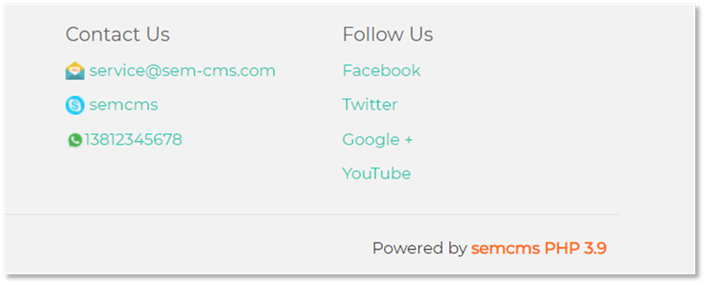 Contact Us
service@sem-cms.com
semcms
13812345678
Follow Us
Facebook
Twitter
Google +
YouTube
Powered by semcms PHP 3.9